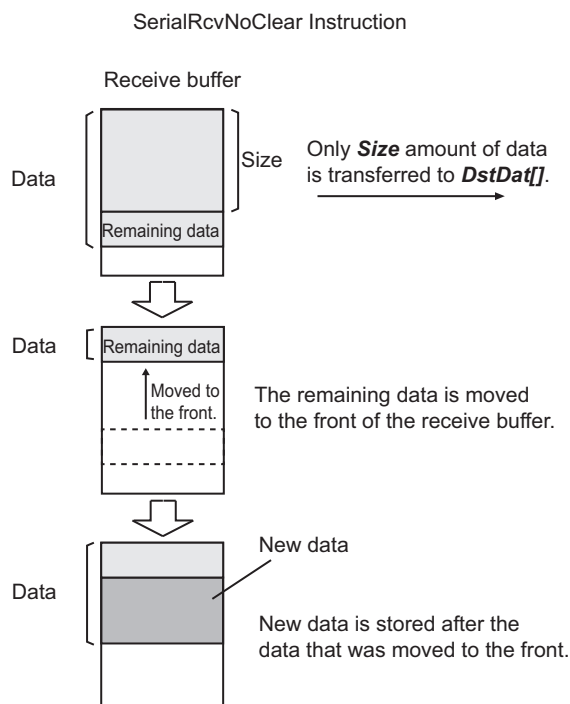 SerialRcvNoClear Instruction
Receive buffer
Data
Size
Only Size amount of data
is transferred to DstDat[].
Remaining data
Data
Remaining data
Moved to
the front.
The remaining data is moved
to the front of the receive buffer.
New data
Data
New data is stored after the
data that was moved to the front.